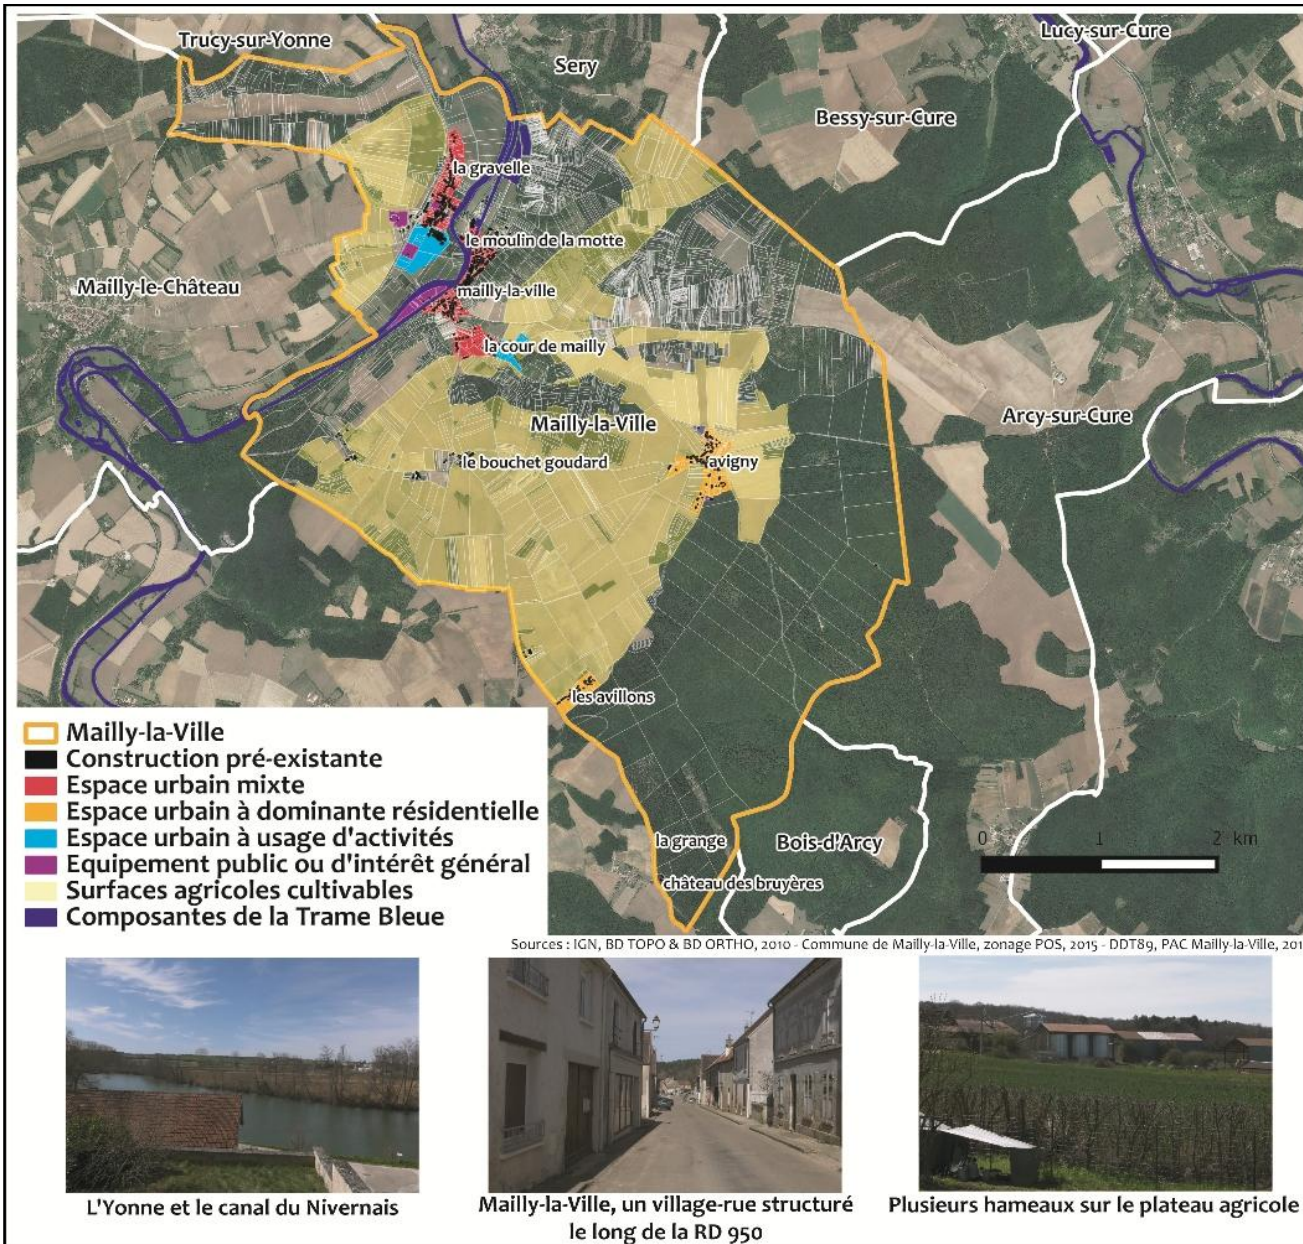 Trucy-sur-Yonne
Sery
Lucy-sur-Cure
Bessy-sur-Cure
la gravelle
le moulin de la motte
Mailly-le-Château
mailly-la-ville
la cour de mailly
Arcy-sur-Cure
Mailly-la-Ville
le bouchet goudard
avigny
les avillons
la grange
Bois-d'Arcy
château des bruyères
0 1 2 km
Mailly-la-Ville
Construction pré-existante
Espace urbain mixte
Espace urbain à dominante résidentielle
Espace urbain à usage d'activités
Equipement public ou d'intérêt général
Surfaces agricoles cultivables
Composantes de la Trame Bleue
Sources : IGN, BD TOPO & BD ORTHO, 2010 - Commune de Mailly-la-Ville, zonage POS, 2015 - DDT89, PAC Mailly-la-Ville, 201
L'Yonne et le canal du Nivernais
Mailly-la-Ville, un village-rue structuré
le long de la RD 950
Plusieurs hameaux sur le plateau agricole